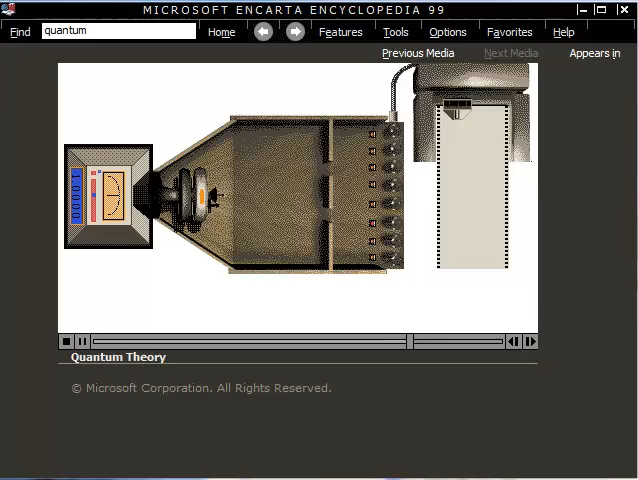 MICROSOFT ENCARTA ENCYCLOPEDIA 99
Find quantum Home Features Tools Options Favorites Help
Previous Media Next Media Appears in
Quantum Theory
© Microsoft Corporation. All Rights Reserved.